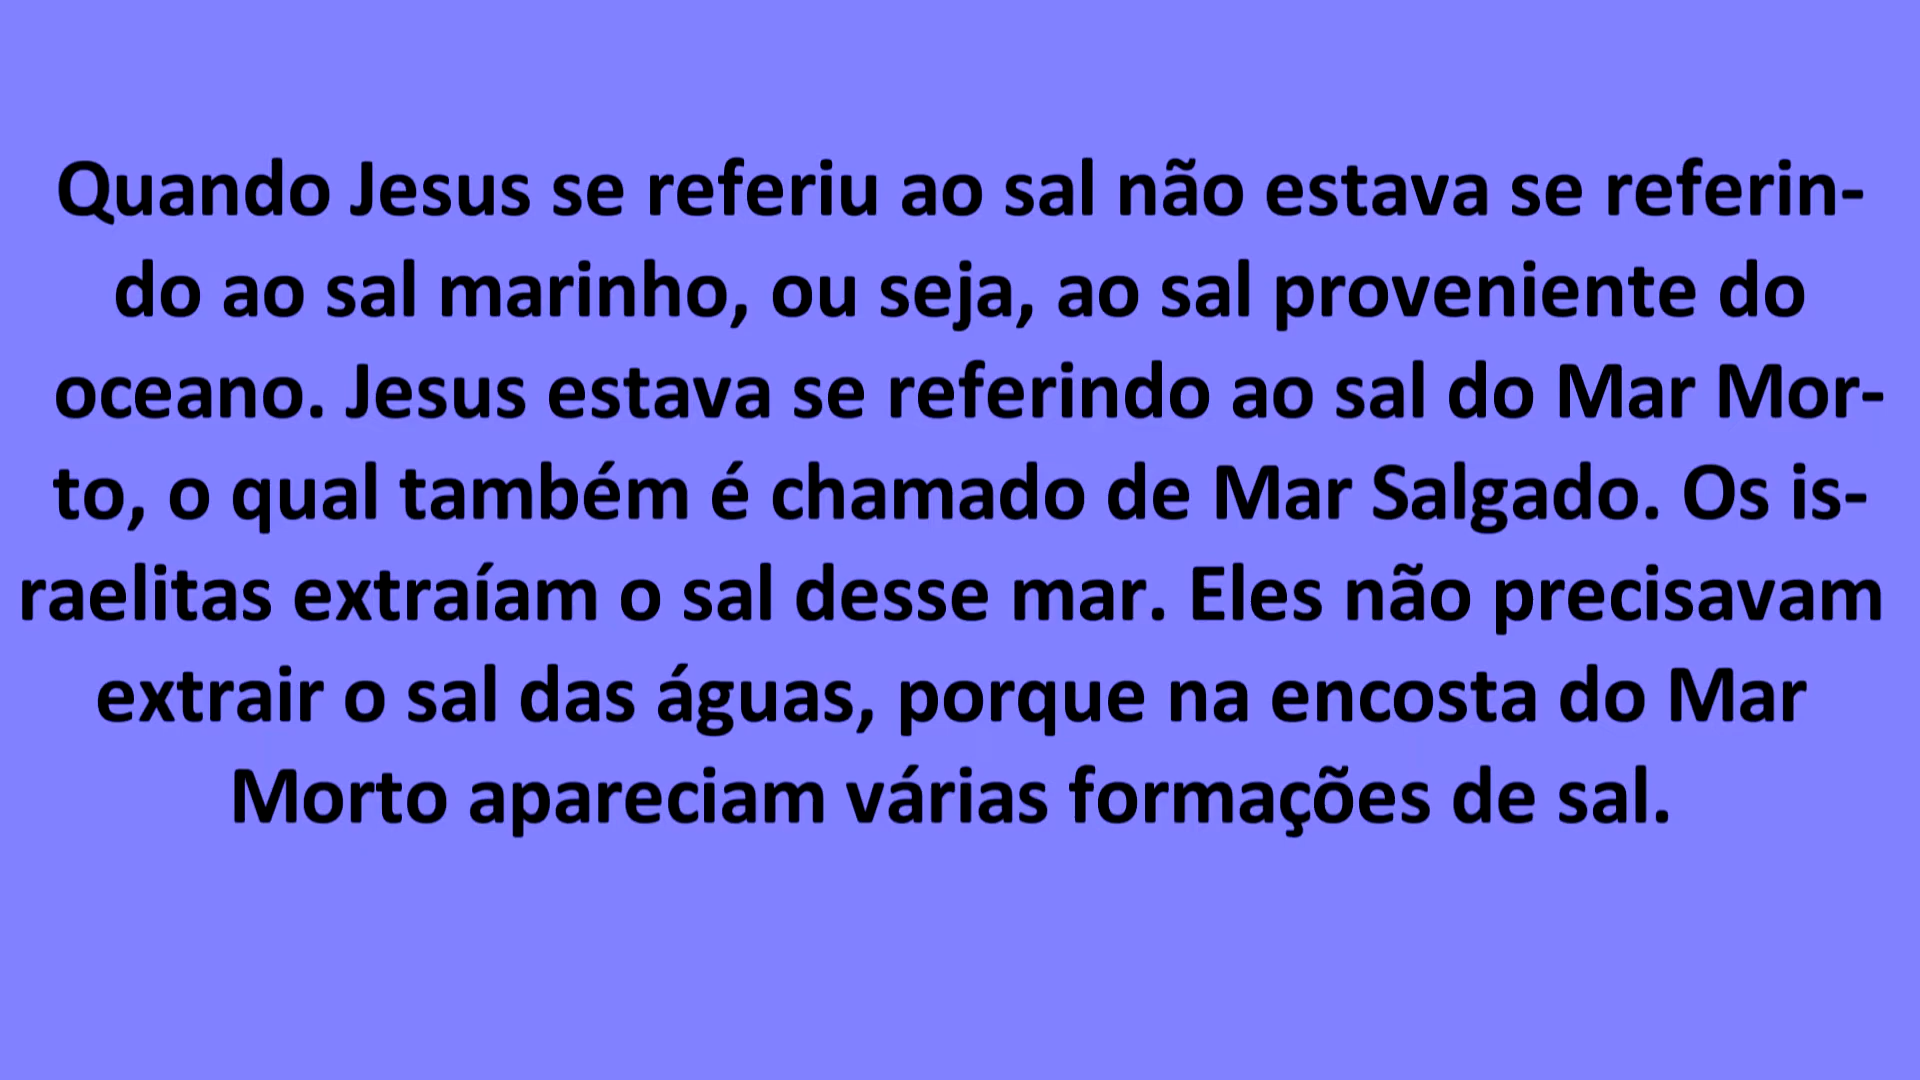 Quando Jesus se referiu ao sal não estava se referin-
do ao sal marinho, ou seja, ao sal proveniente do
oceano. Jesus estava se referindo ao sal do Mar Mor-
to, o qual também é chamado de Mar Salgado. Os is-
raelitas extraíam o sal desse mar. Eles não precisavam
extrair o sal das águas, porque na encosta do Mar
Morto apareciam várias formações de sal.